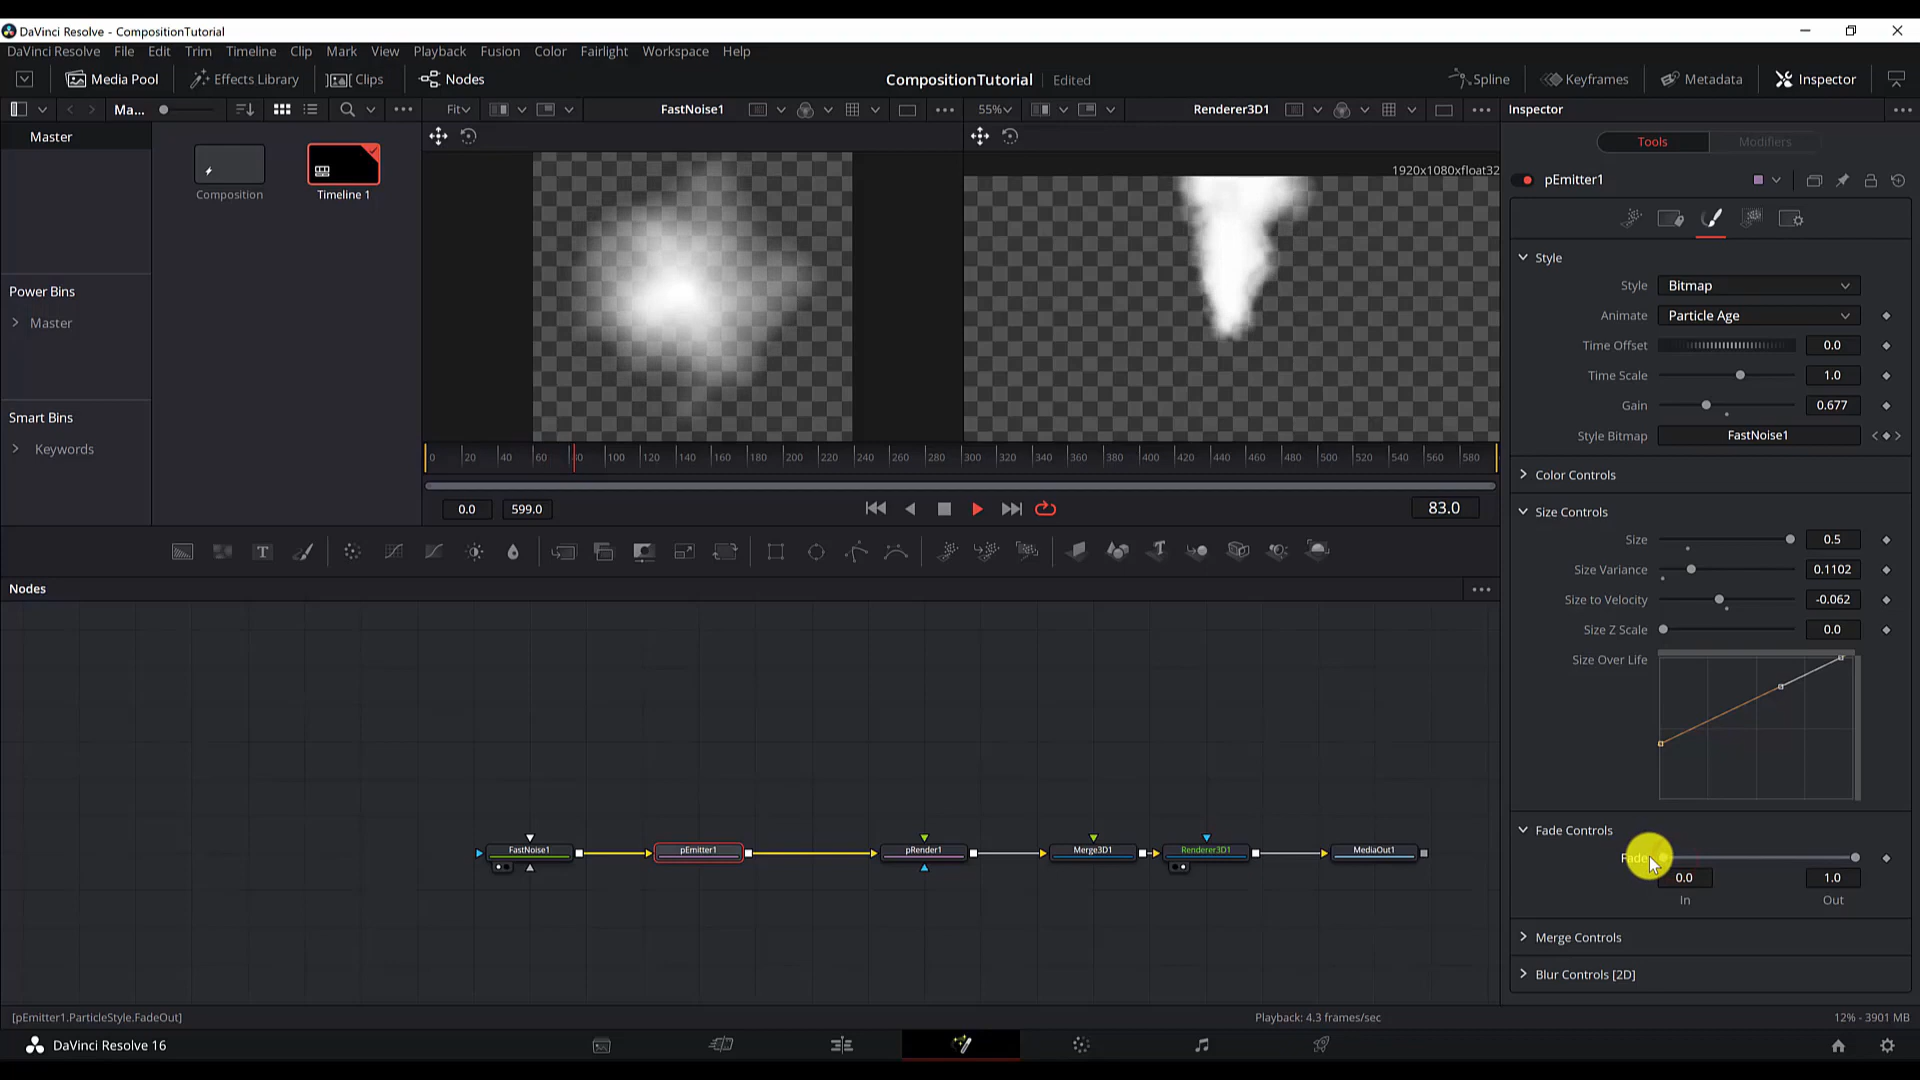 DaVinci Resolve - CompositionTutorial
DaVinci Resolve File Edit Trim Timeline Clip Mark View Playback Fusion Color Fairlight Workspace Help
Media Pool Effects Library Clips Nodes CompositionTutorial Edited Spline Keyframes Metadata Inspector
Ma... Fit FastNoise1 55% Renderer3D1 Inspector
Master
Composition
Timeline 1
Power Bins
Master
Smart Bins
Keywords
1920x1080xfloat32
0 20 40 60 80 100 120 140 160 180 200 220 240 260 280 300 320 340 360 380 400 420 440 460 480 500 520 540 560 580
0.0 599.0 83.0
Tools Modifiers
pEmitter1
Style
Style Bitmap
Animate Particle Age
Time Offset 0.0
Time Scale 1.0
Gain 0.677
Style Bitmap FastNoise1
Color Controls
Size Controls
Size 0.5
Size Variance 0.1102
Size to Velocity -0.062
Size Z Scale 0.0
Size Over Life
Fade Controls
Fade
0.0 1.0
In Out
Merge Controls
Blur Controls [2D]
Nodes
FastNoise1 pEmitter1 pRender1 Merge3D1 Renderer3D1 MediaOut1
[pEmitter1.ParticleStyle.FadeOut] Playback: 4.3 frames/sec 12% - 3901 MB
DaVinci Resolve 16